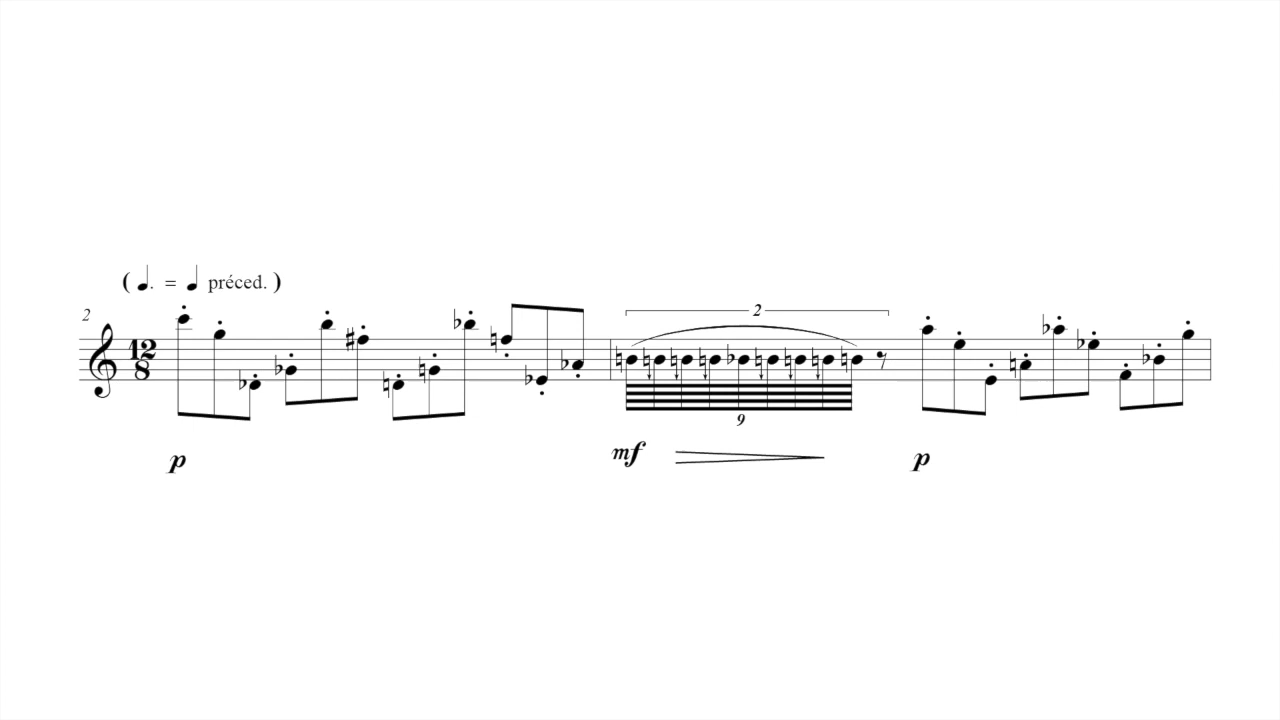 ( ♩. = ♩ préced. )
2
12
8
2
9
p
mf
p